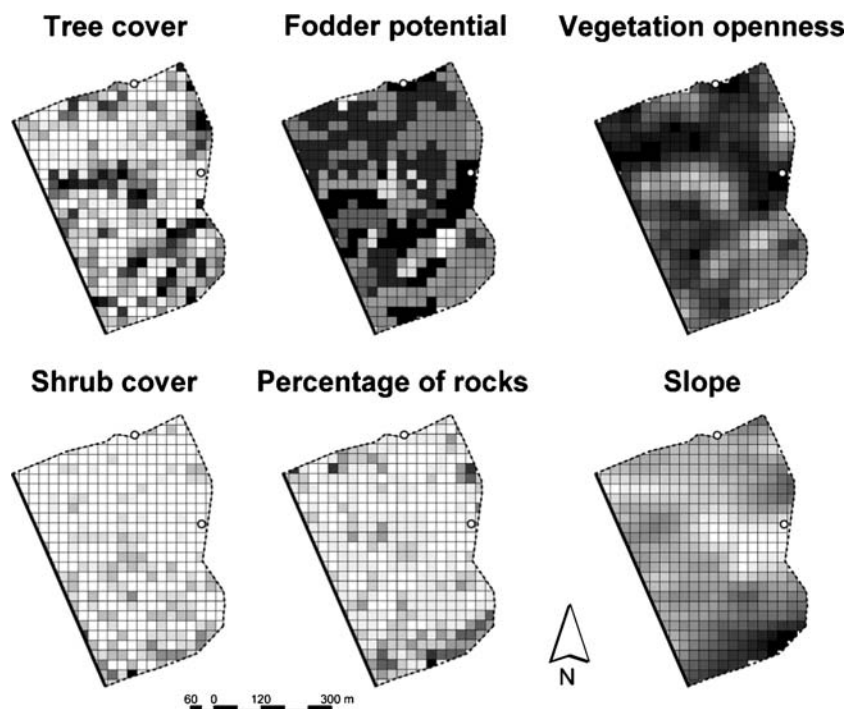 Tree cover
Fodder potential
Vegetation openness
Shrub cover
Percentage of rocks
Slope
N
60 0 120 300 m